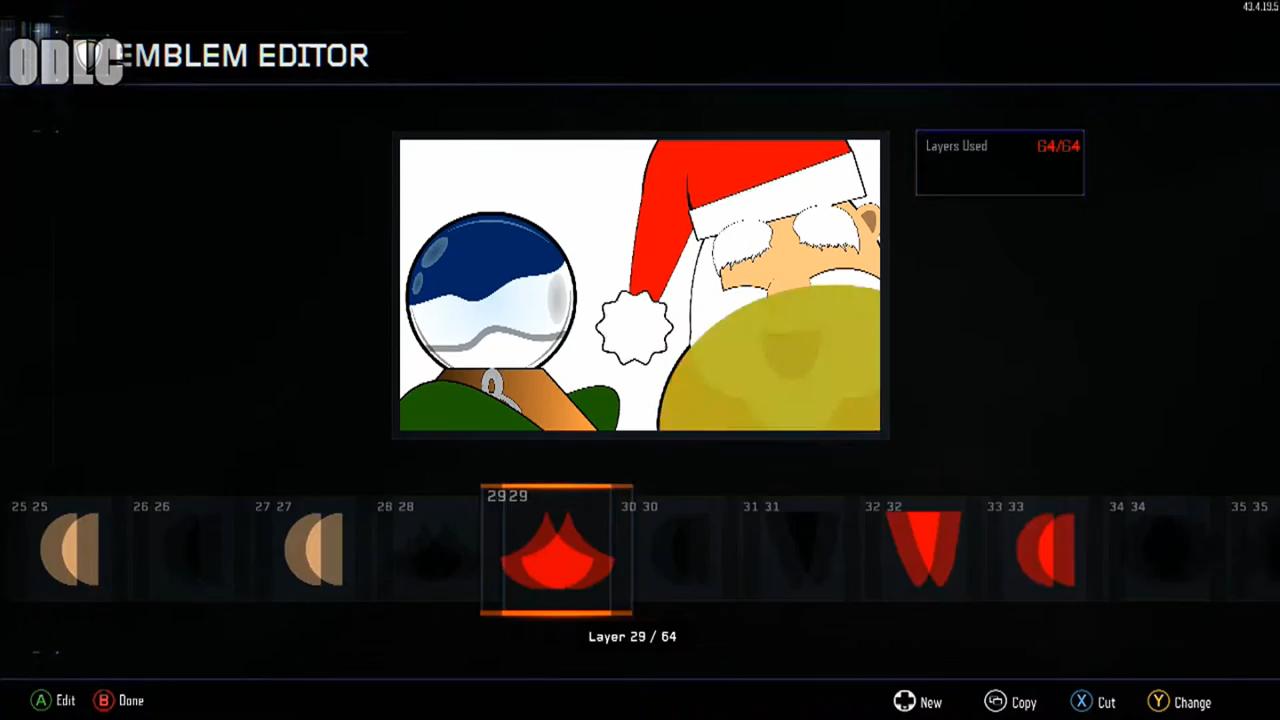 43.4.19.5
ODLC
EMBLEM EDITOR
Layers Used 64/64
25 25 26 26 27 27 28 28 29 29 30 30 31 31 32 32 33 33 34 34 35 35
Layer 29 / 64
A Edit B Done New Copy X Cut Y Change